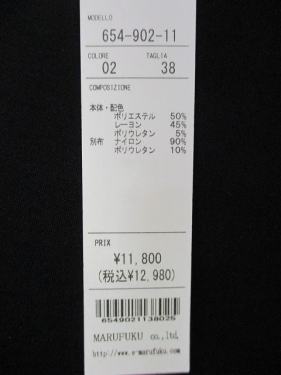 MODELLO
654-902-11
COLORE TAGLIA
02 38
COMPOSIZIONE
本体・配色
ポリエステル 50%
レーヨン 45%
ポリウレタン 5%
別布 ナイロン 90%
ポリウレタン 10%
PRIX
¥11,800
(税込¥12,980)
6549021138025
MARUFUKU co.,ltd.
http://www.e-marufuku.com/